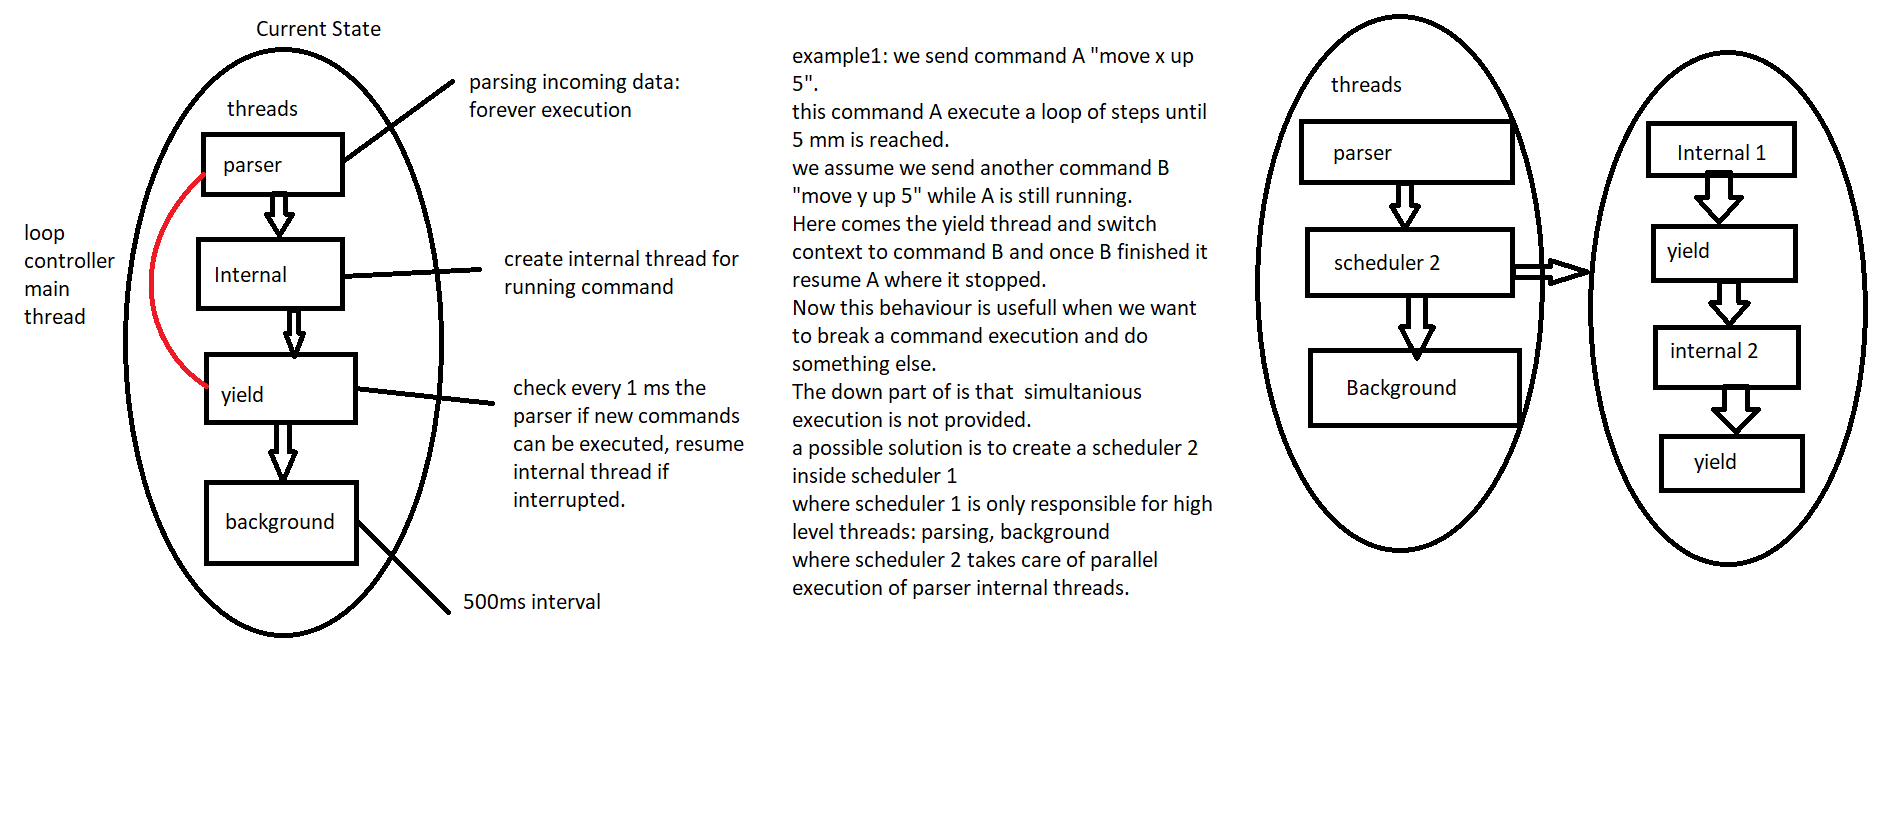 Current State
threads
parser
parsing incoming data:
forever execution
loop
controller
main
thread
Internal
create internal thread for
running command
yield
check every 1 ms the
parser if new commands
can be executed, resume
internal thread if
interrupted.
background
500ms interval
example1: we send command A "move x up
5".
this command A execute a loop of steps until
5 mm is reached.
we assume we send another command B
"move y up 5" while A is still running.
Here comes the yield thread and switch
context to command B and once B finished it
resume A where it stopped.
Now this behaviour is usefull when we want
to break a command execution and do
something else.
The down part of is that  simultanious
execution is not provided.
a possible solution is to create a scheduler 2
inside scheduler 1
where scheduler 1 is only responsible for high
level threads: parsing, background
where scheduler 2 takes care of parallel
execution of parser internal threads.
threads
parser
scheduler 2
Background
Internal 1
yield
internal 2
yield